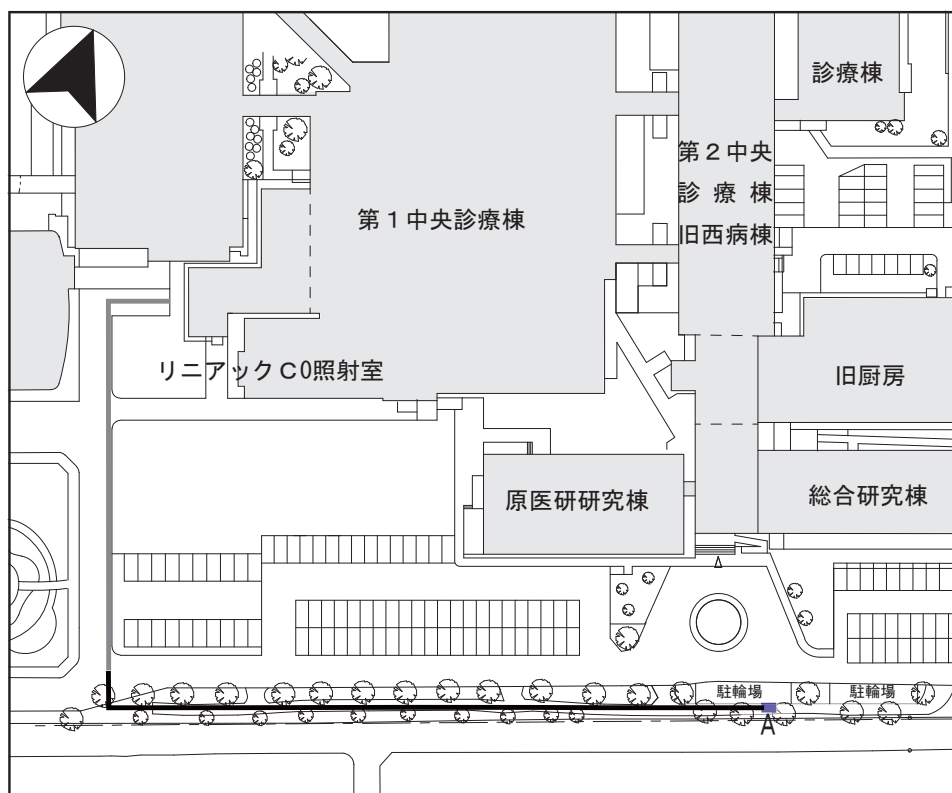 診療棟
第２中央
診療棟
旧西病棟
第１中央診療棟
リニアックＣ0照射室
旧厨房
原医研研究棟
総合研究棟
駐輪場
駐輪場
A